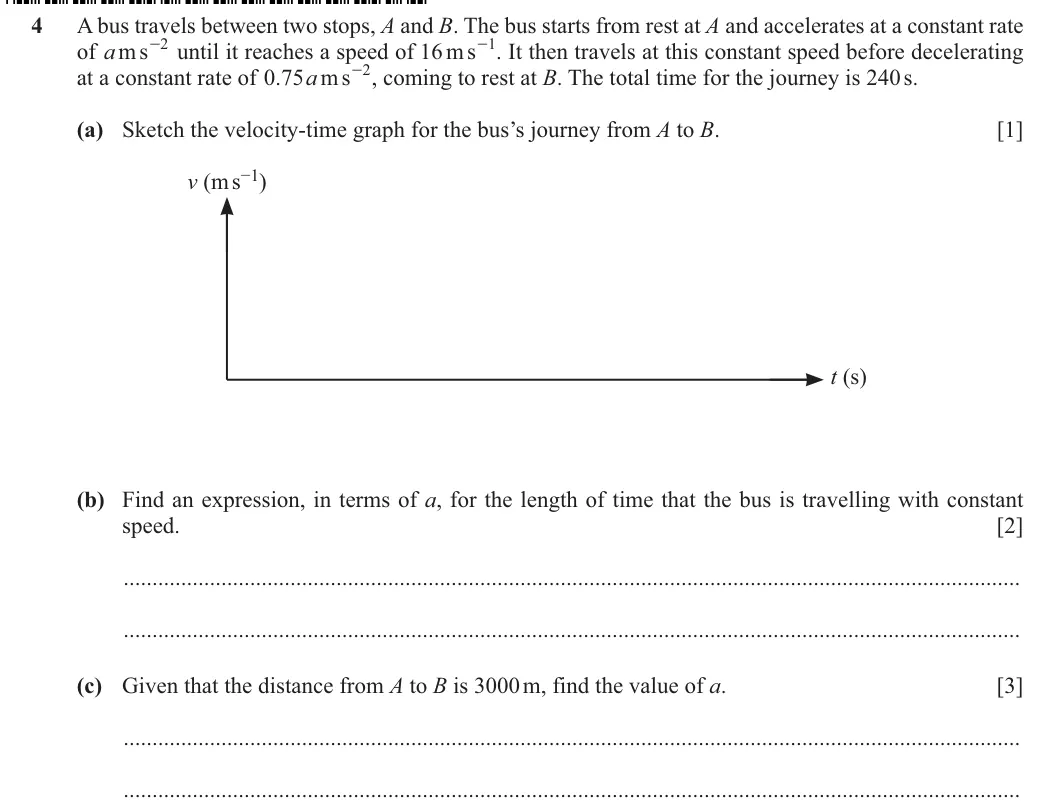 4 A bus travels between two stops, A and B. The bus starts from rest at A and accelerates at a constant rate
of a m s⁻² until it reaches a speed of 16 m s⁻¹. It then travels at this constant speed before decelerating
at a constant rate of 0.75a m s⁻², coming to rest at B. The total time for the journey is 240 s.
(a) Sketch the velocity-time graph for the bus’s journey from A to B. [1]
v (m s⁻¹)
t (s)
(b) Find an expression, in terms of a, for the length of time that the bus is travelling with constant
speed. [2]
(c) Given that the distance from A to B is 3000 m, find the value of a. [3]